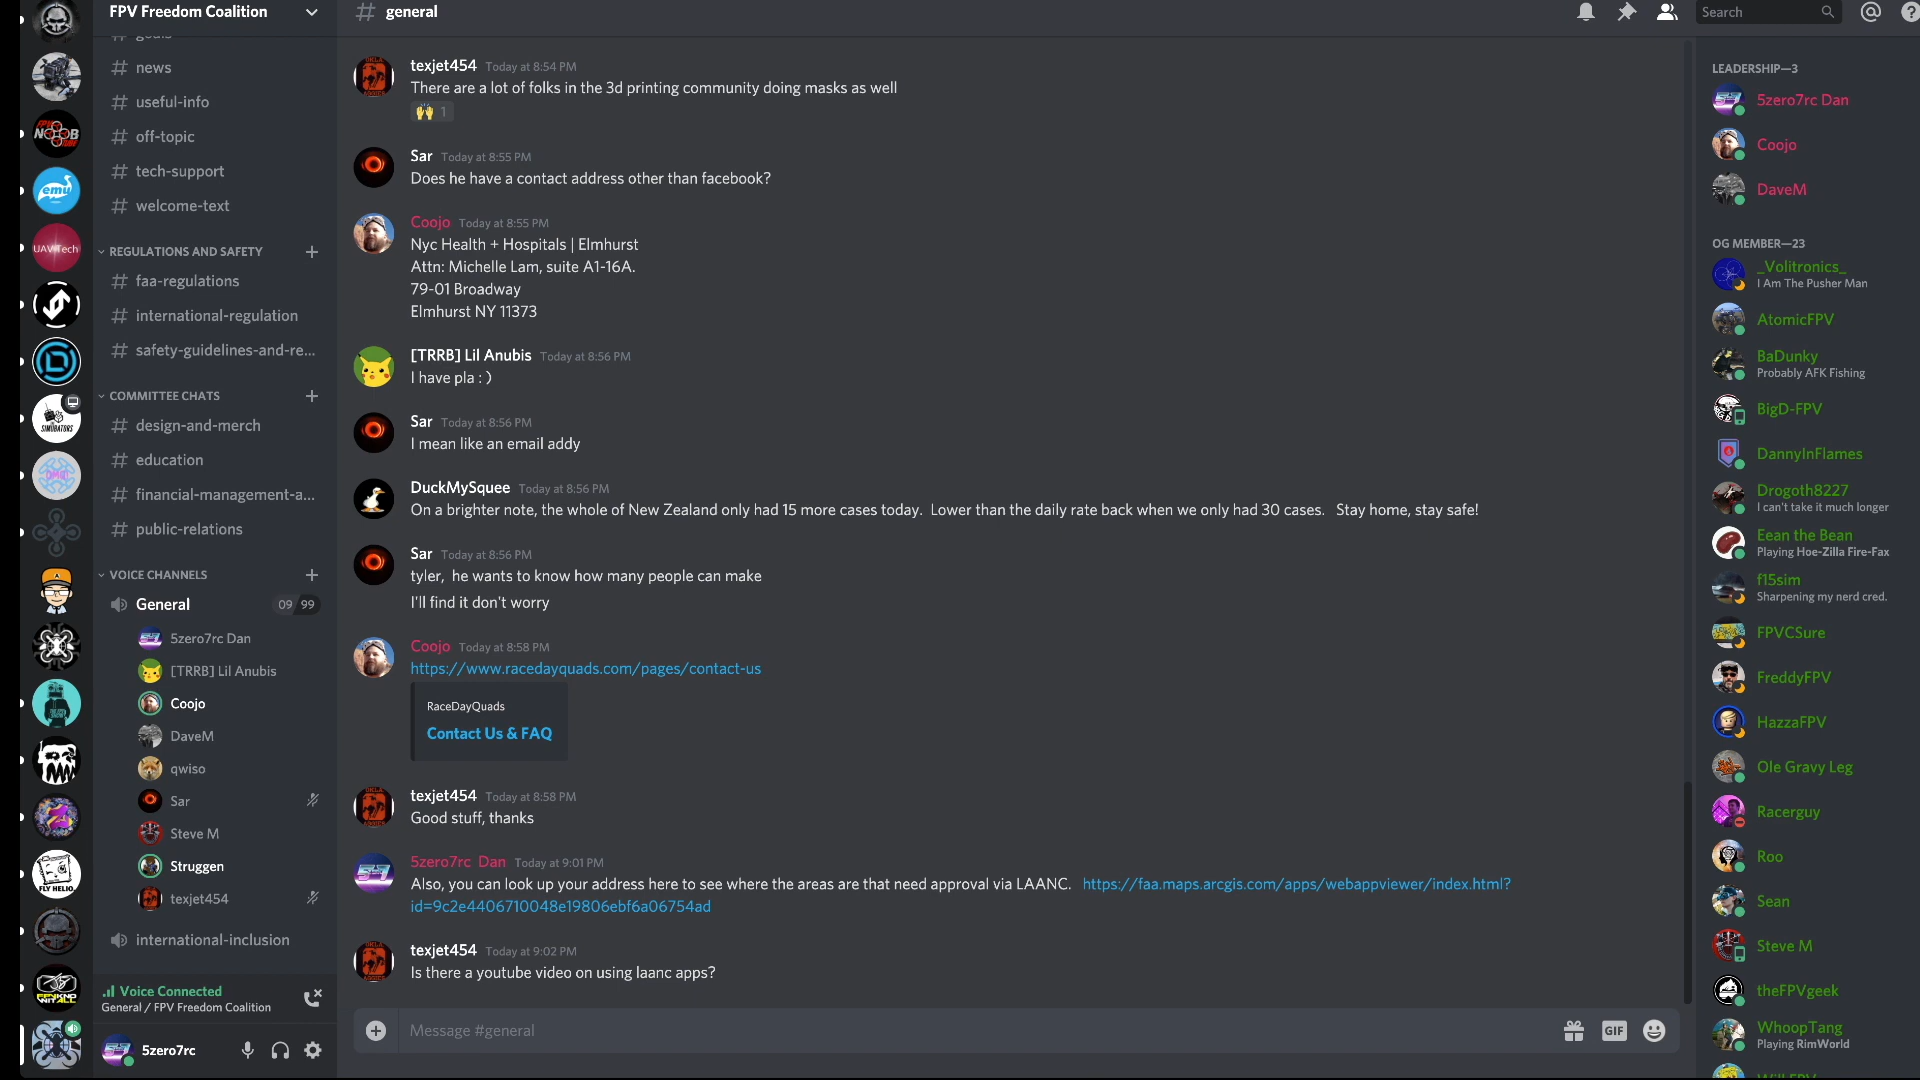 FPV Freedom Coalition
goals
news
useful-info
off-topic
tech-support
welcome-text
REGULATIONS AND SAFETY
faa-regulations
international-regulation
safety-guidelines-and-re...
COMMITTEE CHATS
design-and-merch
education
financial-management-a...
public-relations
VOICE CHANNELS
General
09 99
5zero7rc Dan
[TRRB] Lil Anubis
Coojo
DaveM
qwiso
Sar
Steve M
Struggen
texjet454
international-inclusion
Voice Connected
General / FPV Freedom Coalition
5zero7rc
# general
Search
texjet454 Today at 8:54 PM
There are a lot of folks in the 3d printing community doing masks as well
1
Sar Today at 8:55 PM
Does he have a contact address other than facebook?
Coojo Today at 8:55 PM
Nyc Health + Hospitals | Elmhurst
Attn: Michelle Lam, suite A1-16A.
79-01 Broadway
Elmhurst NY 11373
[TRRB] Lil Anubis Today at 8:56 PM
I have pla : )
Sar Today at 8:56 PM
I mean like an email addy
DuckMySquee Today at 8:56 PM
On a brighter note, the whole of New Zealand only had 15 more cases today.  Lower than the daily rate back when we only had 30 cases.   Stay home, stay safe!
Sar Today at 8:56 PM
tyler,  he wants to know how many people can make
I'll find it don't worry
Coojo Today at 8:58 PM
https://www.racedayquads.com/pages/contact-us
RaceDayQuads
Contact Us & FAQ
texjet454 Today at 8:58 PM
Good stuff, thanks
5zero7rc Dan Today at 9:01 PM
Also, you can look up your address here to see where the areas are that need approval via LAANC.   https://faa.maps.arcgis.com/apps/webappviewer/index.html?
id=9c2e4406710048e19806ebf6a06754ad
texjet454 Today at 9:02 PM
Is there a youtube video on using laanc apps?
Message #general
GIF
LEADERSHIP—3
5zero7rc Dan
Coojo
DaveM
OG MEMBER—23
_Volitronics_
I Am The Pusher Man
AtomicFPV
BaDunky
Probably AFK Fishing
BigD-FPV
DannyInFlames
Drogoth8227
I can't take it much longer
Eean the Bean
Playing Hoe-Zilla Fire-Fax
f15sim
Sharpening my nerd cred.
FPVCSure
FreddyFPV
HazzaFPV
Ole Gravy Leg
Racerguy
Roo
Sean
Steve M
theFPVgeek
WhoopTang
Playing RimWorld
emu
UAV Tech
SIMUBATORS
FLY HELIO